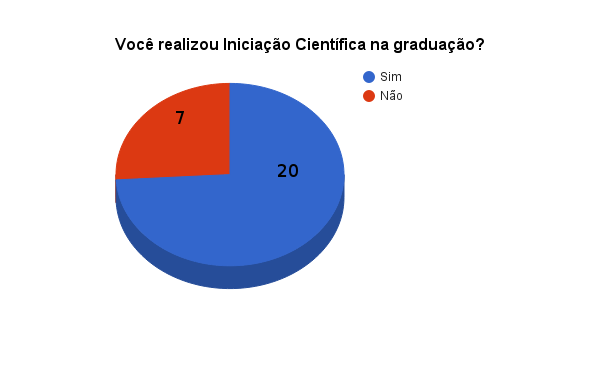 Você realizou Iniciação Científica na graduação?
Sim
Não
7
20